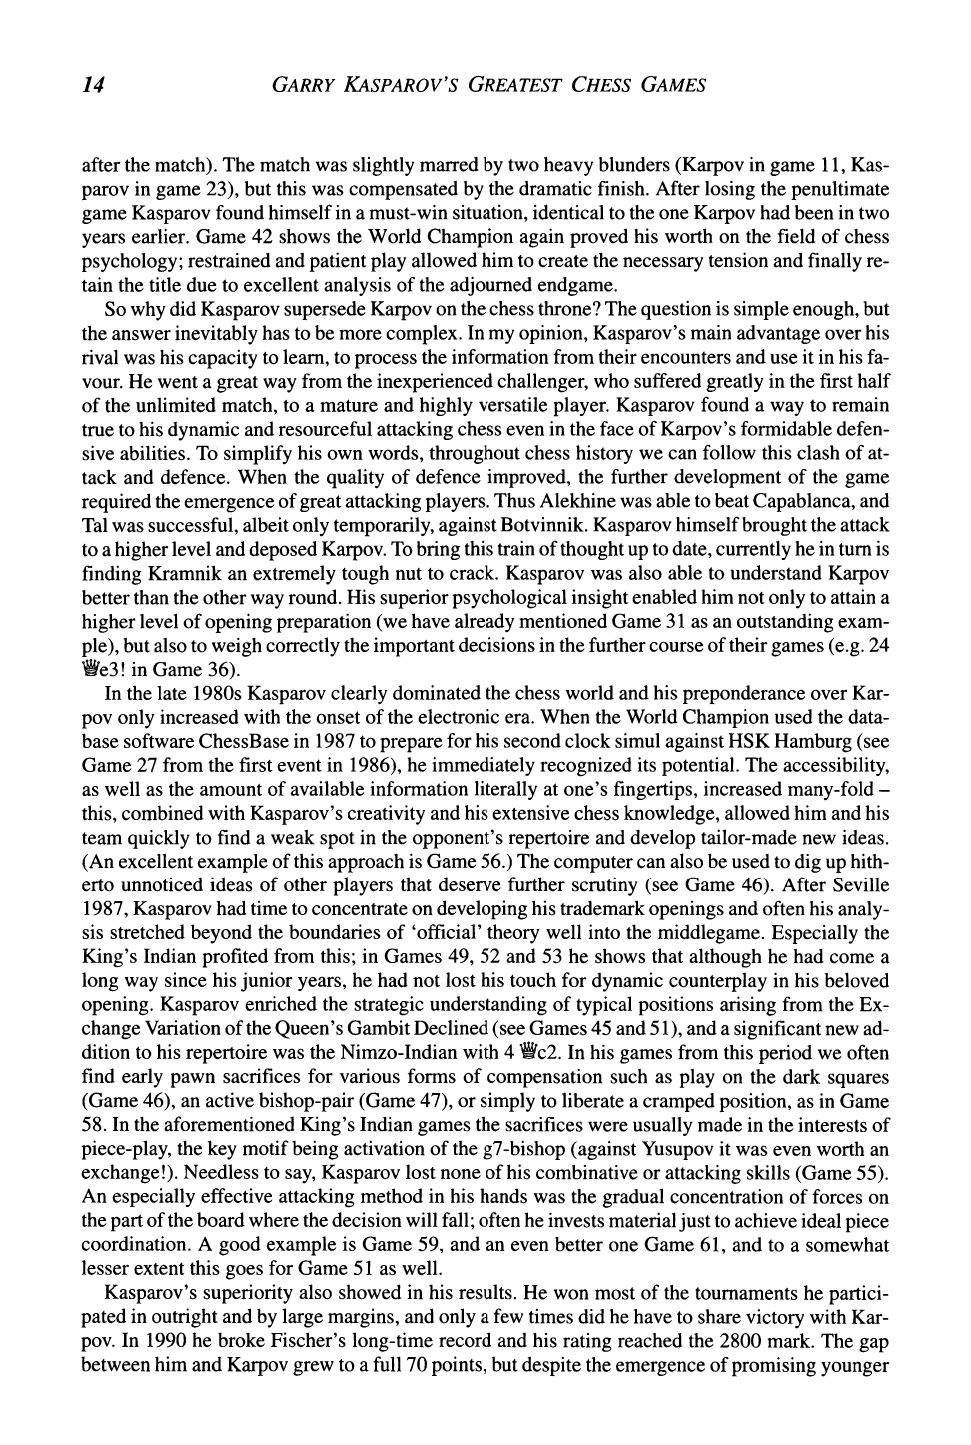 14 GARRY KASPAROV'S GREATEST CHESS GAMES
after the match). The match was slightly marred by two heavy blunders (Karpov in game 11, Kas-
parov in game 23), but this was compensated by the dramatic finish. After losing the penultimate
game Kasparov found himself in a must-win situation, identical to the one Karpov had been in two
years earlier. Game 42 shows the World Champion again proved his worth on the field of chess
psychology; restrained and patient play allowed him to create the necessary tension and finally re-
tain the title due to excellent analysis of the adjourned endgame.
So why did Kasparov supersede Karpov on the chess throne? The question is simple enough, but
the answer inevitably has to be more complex. In my opinion, Kasparov's main advantage over his
rival was his capacity to learn, to process the information from their encounters and use it in his fa-
vour. He went a great way from the inexperienced challenger, who suffered greatly in the first half
of the unlimited match, to a mature and highly versatile player. Kasparov found a way to remain
true to his dynamic and resourceful attacking chess even in the face of Karpov's formidable defen-
sive abilities. To simplify his own words, throughout chess history we can follow this clash of at-
tack and defence. When the quality of defence improved, the further development of the game
required the emergence of great attacking players. Thus Alekhine was able to beat Capablanca, and
Tal was successful, albeit only temporarily, against Botvinnik. Kasparov himself brought the attack
to a higher level and deposed Karpov. To bring this train of thought up to date, currently he in turn is
finding Kramnik an extremely tough nut to crack. Kasparov was also able to understand Karpov
better than the other way round. His superior psychological insight enabled him not only to attain a
higher level of opening preparation (we have already mentioned Game 31 as an outstanding exam-
ple), but also to weigh correctly the important decisions in the further course of their games (e.g. 24
♕e3! in Game 36).
In the late 1980s Kasparov clearly dominated the chess world and his preponderance over Kar-
pov only increased with the onset of the electronic era. When the World Champion used the data-
base software ChessBase in 1987 to prepare for his second clock simul against HSK Hamburg (see
Game 27 from the first event in 1986), he immediately recognized its potential. The accessibility,
as well as the amount of available information literally at one's fingertips, increased many-fold –
this, combined with Kasparov's creativity and his extensive chess knowledge, allowed him and his
team quickly to find a weak spot in the opponent's repertoire and develop tailor-made new ideas.
(An excellent example of this approach is Game 56.) The computer can also be used to dig up hith-
erto unnoticed ideas of other players that deserve further scrutiny (see Game 46). After Seville
1987, Kasparov had time to concentrate on developing his trademark openings and often his analy-
sis stretched beyond the boundaries of 'official' theory well into the middlegame. Especially the
King's Indian profited from this; in Games 49, 52 and 53 he shows that although he had come a
long way since his junior years, he had not lost his touch for dynamic counterplay in his beloved
opening. Kasparov enriched the strategic understanding of typical positions arising from the Ex-
change Variation of the Queen's Gambit Declined (see Games 45 and 51), and a significant new ad-
dition to his repertoire was the Nimzo-Indian with 4 ♕c2. In his games from this period we often
find early pawn sacrifices for various forms of compensation such as play on the dark squares
(Game 46), an active bishop-pair (Game 47), or simply to liberate a cramped position, as in Game
58. In the aforementioned King's Indian games the sacrifices were usually made in the interests of
piece-play, the key motif being activation of the g7-bishop (against Yusupov it was even worth an
exchange!). Needless to say, Kasparov lost none of his combinative or attacking skills (Game 55).
An especially effective attacking method in his hands was the gradual concentration of forces on
the part of the board where the decision will fall; often he invests material just to achieve ideal piece
coordination. A good example is Game 59, and an even better one Game 61, and to a somewhat
lesser extent this goes for Game 51 as well.
Kasparov's superiority also showed in his results. He won most of the tournaments he partici-
pated in outright and by large margins, and only a few times did he have to share victory with Kar-
pov. In 1990 he broke Fischer's long-time record and his rating reached the 2800 mark. The gap
between him and Karpov grew to a full 70 points, but despite the emergence of promising younger